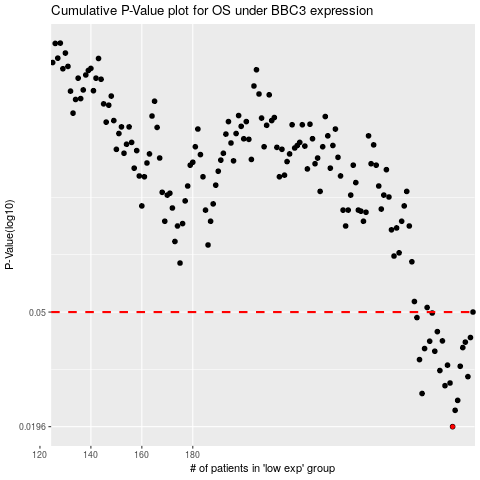 Cumulative P-Value plot for OS under BBC3 expression
P-Value(log10)
0.05
0.0196
120 140 160 180
# of patients in 'low exp' group